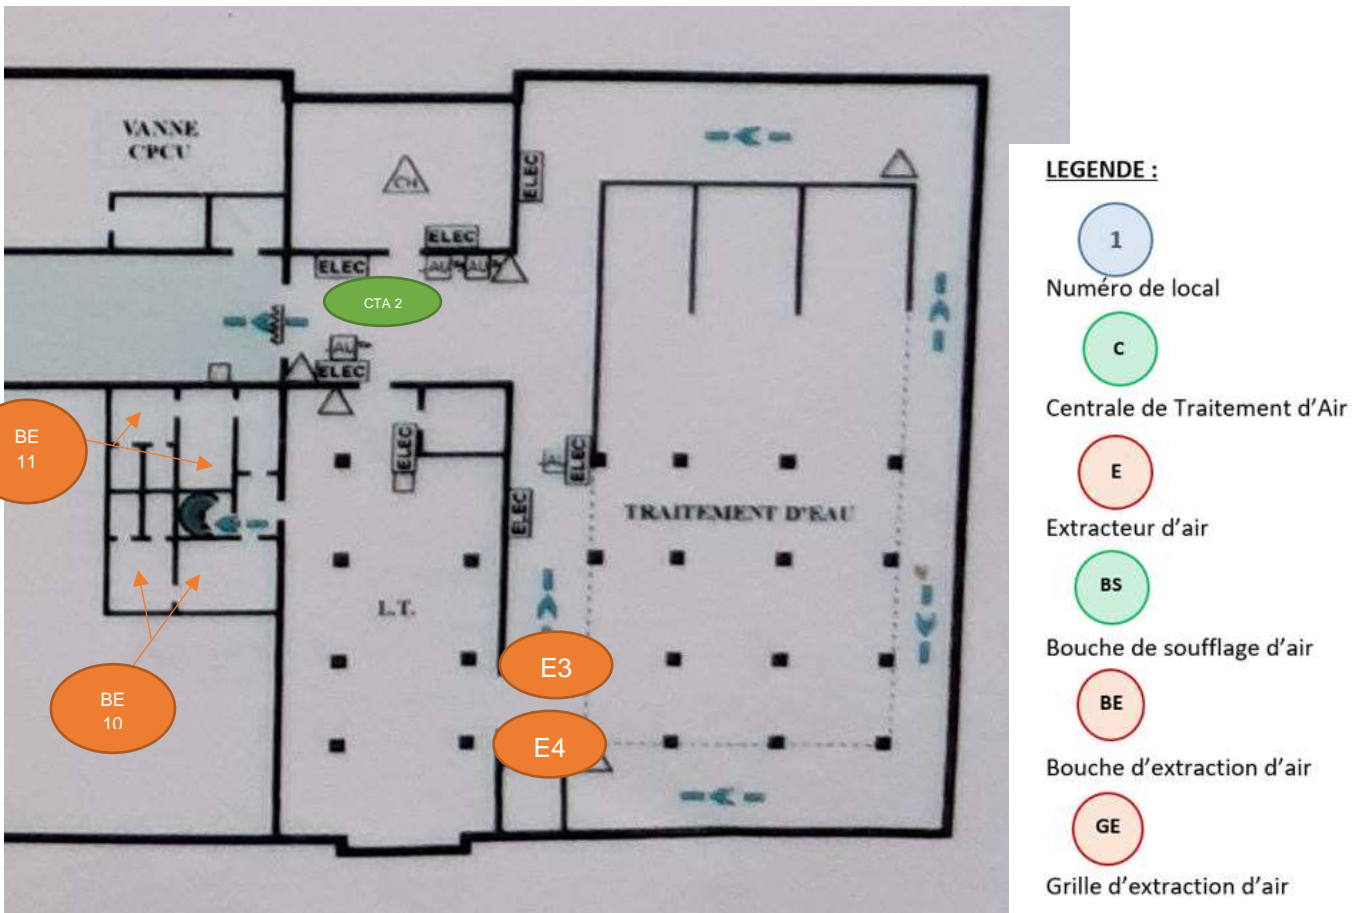 VANNE
CPCU
CH
ELEC
ELEC
ELEC
AU
AU
CTA 2
AU
ELEC
BE
11
ELEC
ELEC
ELEC
TRAITEMENT D'EAU
L.T.
E3
BE
10
E4
LEGENDE :
1
Numéro de local
C
Centrale de Traitement d'Air
E
Extracteur d'air
BS
Bouche de soufflage d'air
BE
Bouche d'extraction d'air
GE
Grille d'extraction d'air